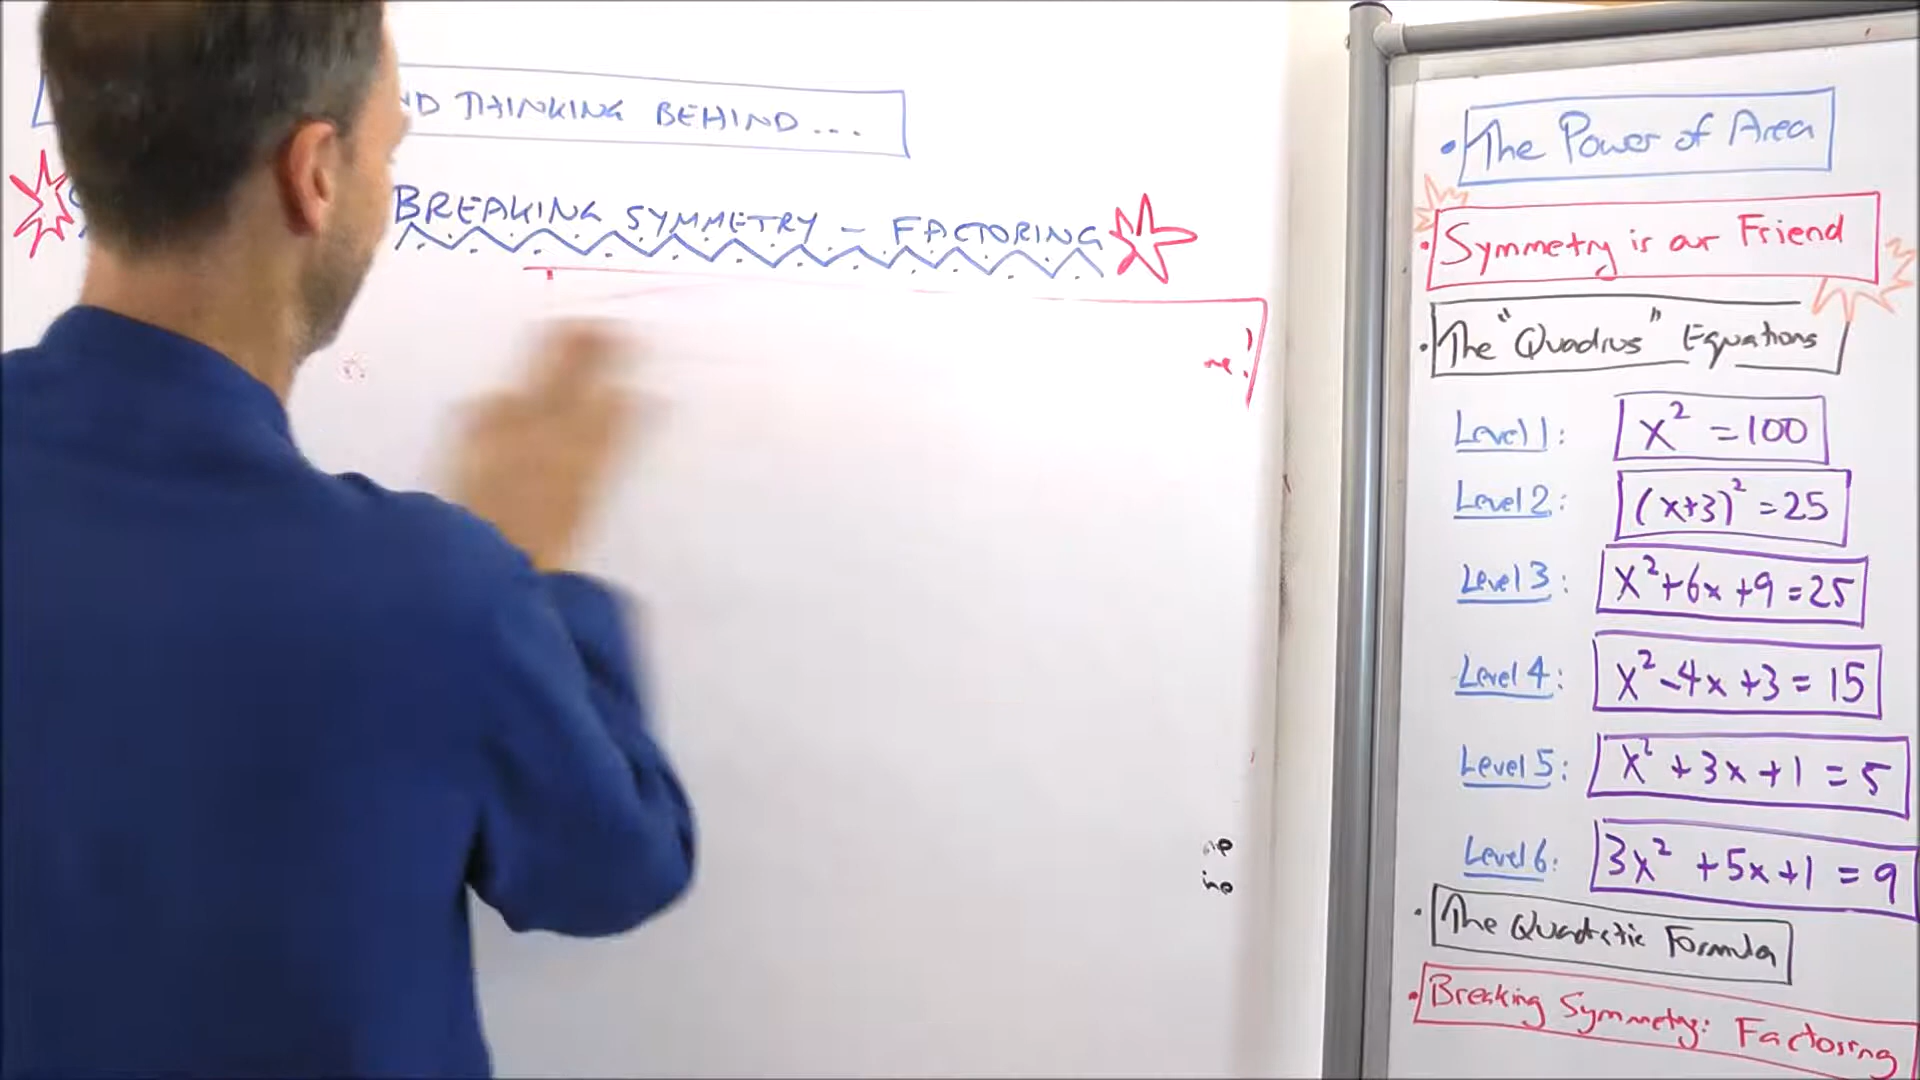 THINKING BEHIND...
BREAKING SYMMETRY - FACTORING
• The Power of Area
• Symmetry is our Friend
• The "Quadrus" Equations
Level 1: x² = 100
Level 2: (x+3)² = 25
Level 3: x²+6x+9=25
Level 4: x²-4x+3 = 15
Level 5: x²+3x+1 = 5
Level 6: 3x²+5x+1 = 9
• The Quadratic Formula
• Breaking Symmetry: Factoring